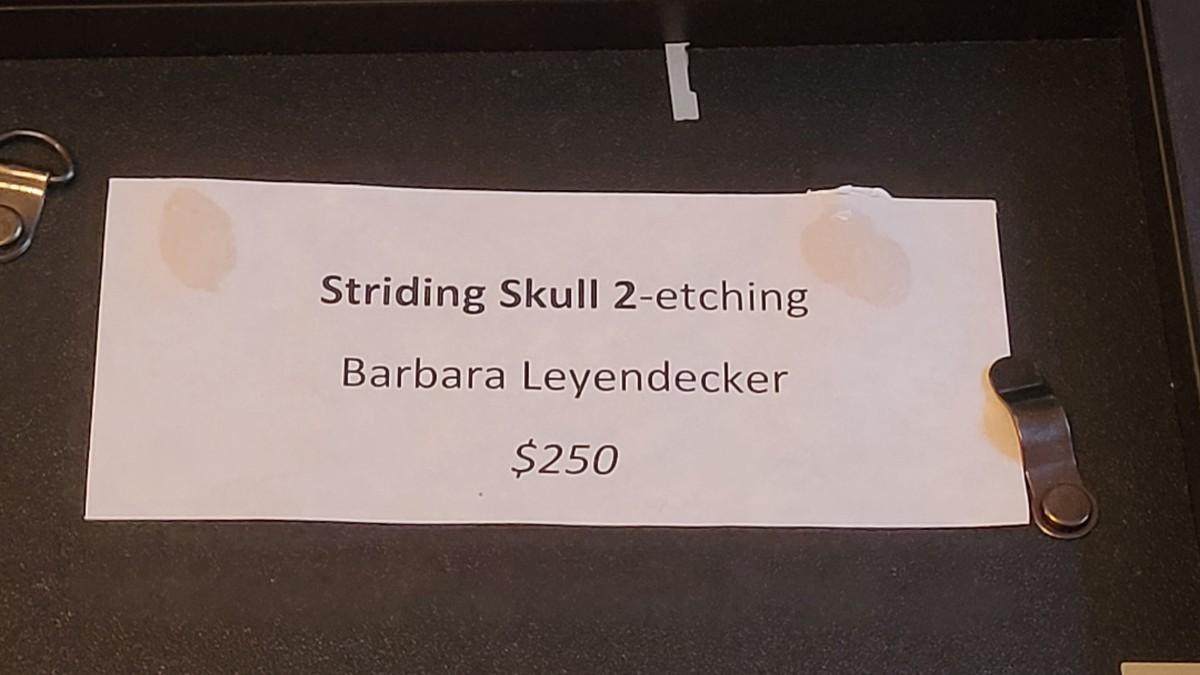 Striding Skull 2-etching
Barbara Leyendecker
$250